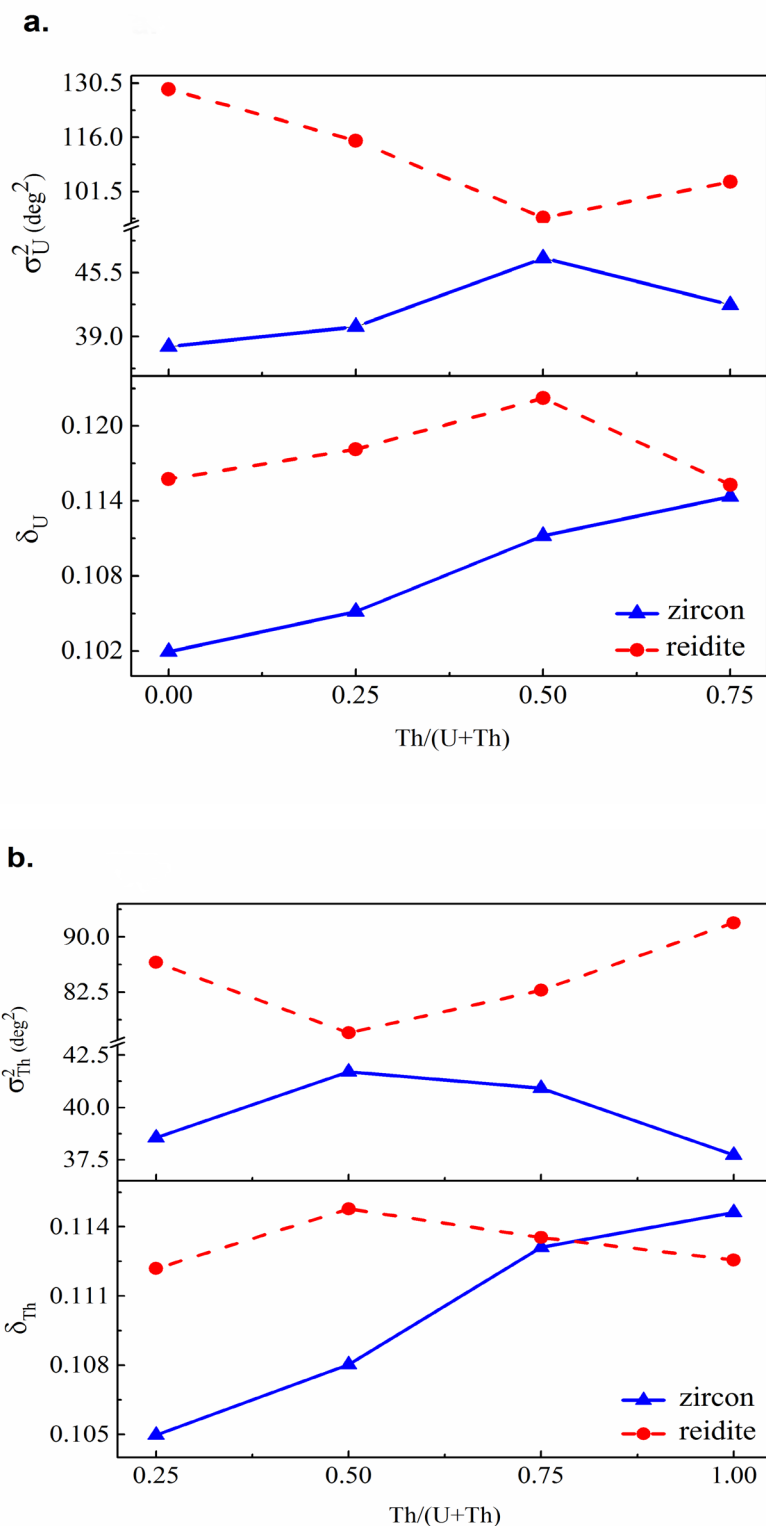 a.
σ²U (deg²)
130.5
116.0
101.5
45.5
39.0
δU
0.120
0.114
0.108
0.102
zircon
reidite
0.00 0.25 0.50 0.75
Th/(U+Th)
b.
σ²Th (deg²)
90.0
82.5
42.5
40.0
37.5
δTh
0.114
0.111
0.108
0.105
zircon
reidite
0.25 0.50 0.75 1.00
Th/(U+Th)